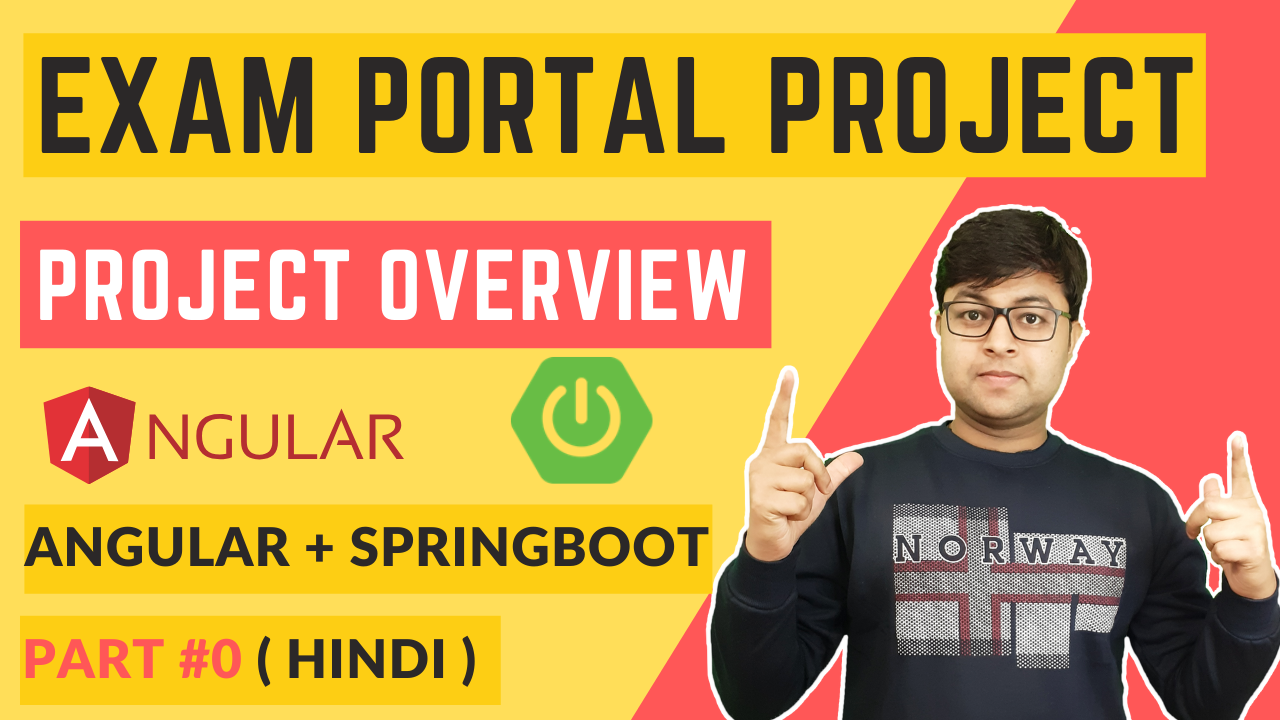 EXAM PORTAL PROJECT
PROJECT OVERVIEW
ANGULAR
ANGULAR + SPRINGBOOT
PART #0 ( HINDI )
NORWAY